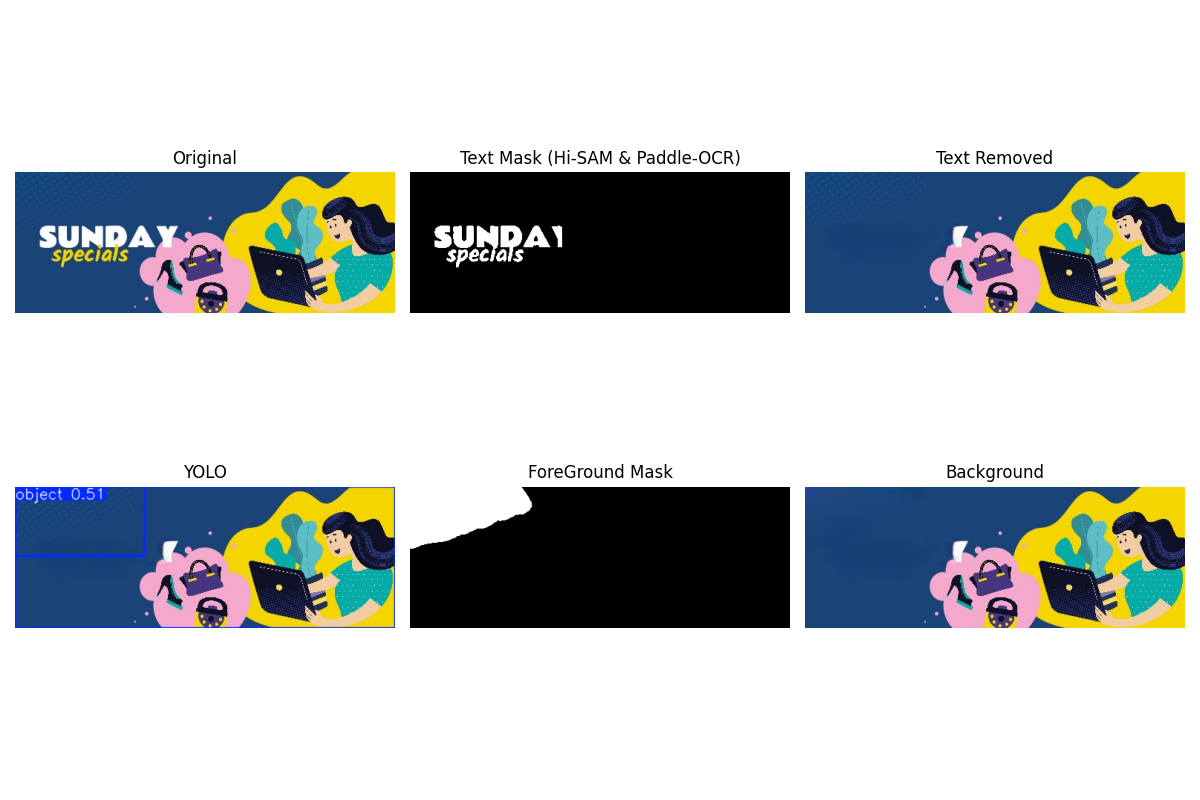 Original
SUNDAY
specials
Text Mask (Hi-SAM & Paddle-OCR)
SUNDA
specials
Text Removed
YOLO
object 0.51
ForeGround Mask
Background